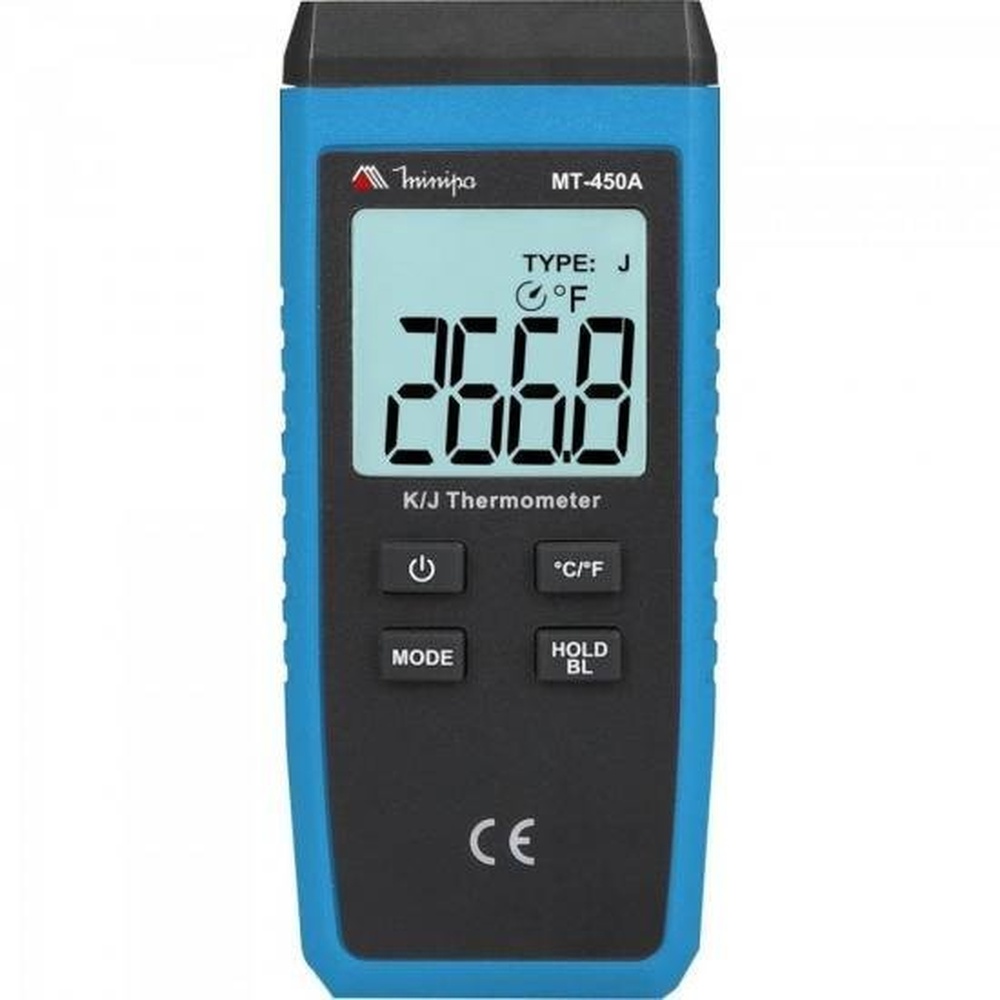 minipa MT-450A
TYPE: J
°F
266.8
K/J Thermometer
°C/°F
MODE HOLD
BL
CE